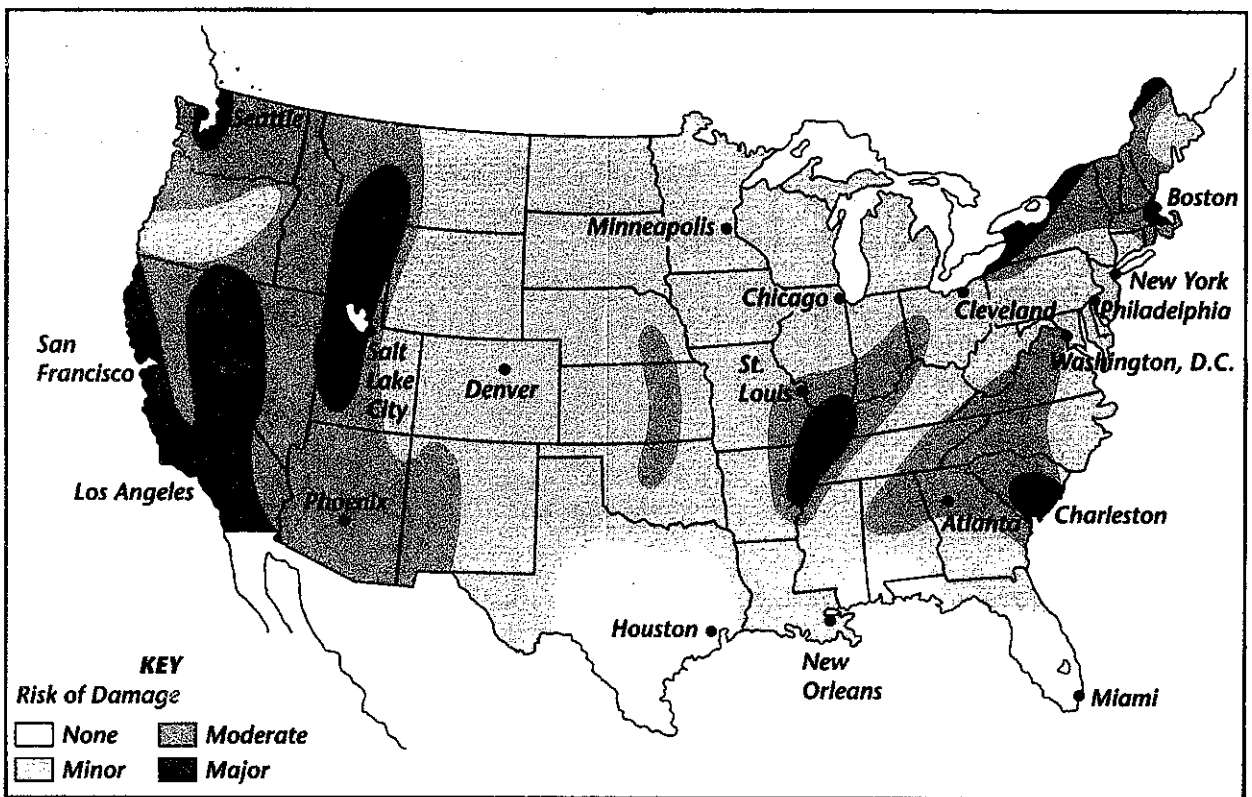 Seattle
Minneapolis
Boston
Chicago
Cleveland
New York
Philadelphia
San
Francisco
Salt
Lake
City
Denver
St.
Louis
Washington, D.C.
Los Angeles
Phoenix
Atlanta
Charleston
Houston
New
Orleans
Miami
KEY
Risk of Damage
None
Moderate
Minor
Major